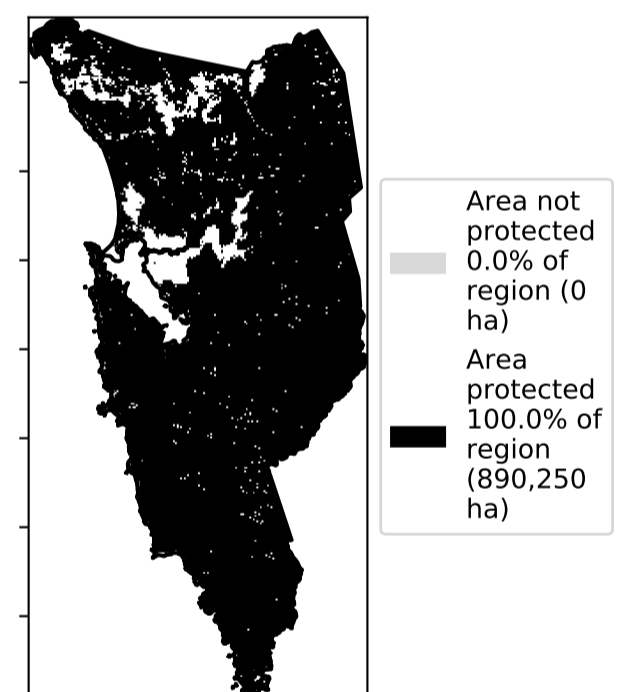 Area not
protected
0.0% of
region (0
ha)
Area
protected
100.0% of
region
(890,250
ha)